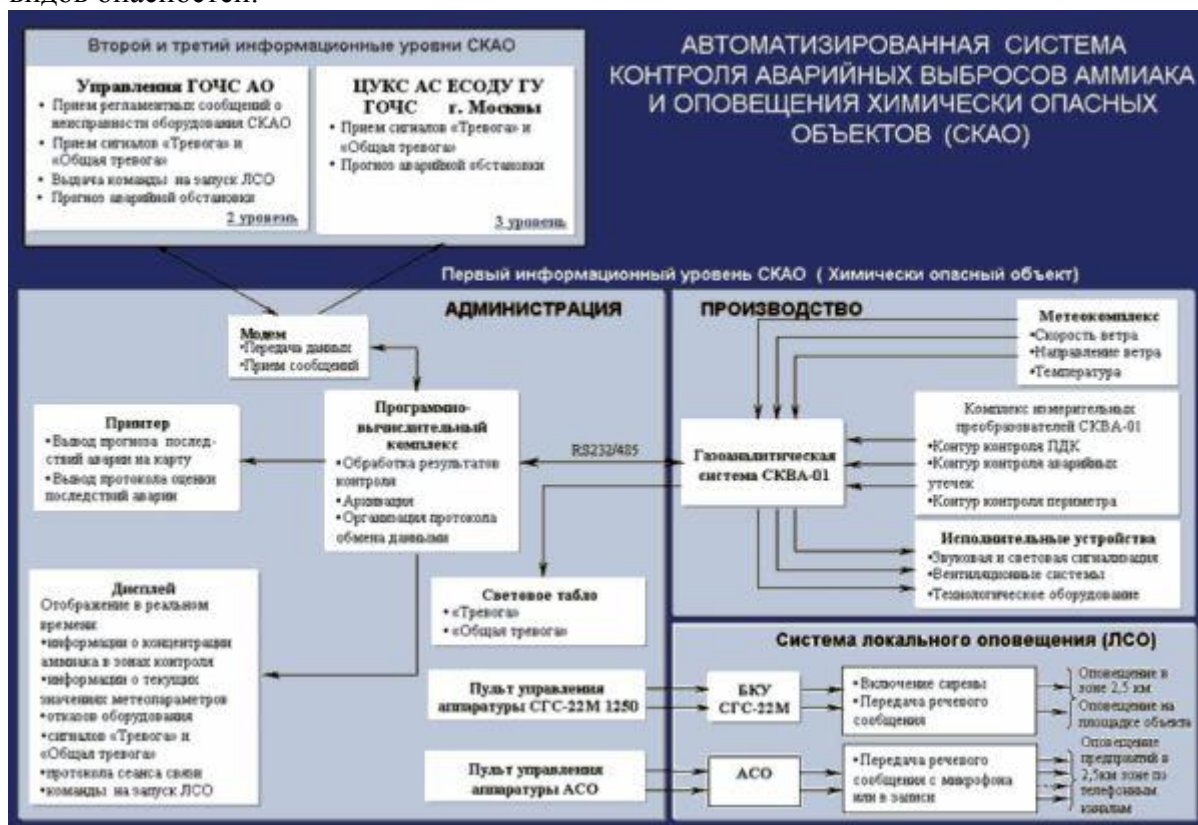 видов опасностей.
АВТОМАТИЗИРОВАННАЯ СИСТЕМА
КОНТРОЛЯ АВАРИЙНЫХ ВЫБРОСОВ АММИАКА
И ОПОВЕЩЕНИЯ ХИМИЧЕСКИ ОПАСНЫХ
ОБЪЕКТОВ (СКАО)
Второй и третий информационные уровни СКАО
Управления ГОЧС АО
• Прием регламентных сообщений о
неисправности оборудования СКАО
• Прием сигналов «Тревога» и
«Общая тревога»
• Выдача команды на запуск ЛСО
• Прогноз аварийной обстановки
2 уровень
ЦУКС АС ЕСОДУ ГУ
ГОЧС г. Москвы
• Прием сигналов «Тревога» и
«Общая тревога»
• Прогноз аварийной обстановки
3 уровень
Первый информационный уровень СКАО ( Химически опасный объект)
АДМИНИСТРАЦИЯ
Модем
•Передача данных
•Прием сообщений
Принтер
•Вывод прогноза послед-
ствий аварии на карту
•Вывод протокола оценки
последствий аварии
Программно-
вычислительный
комплекс
•Обработка результатов
контроля
•Архивация
•Организация протокола
обмена данными
RS232/485
Дисплей
Отображение в реальном
времени:
•информации о концентрации
аммиака в зонах контроля
•информации о текущих
значениях метеопараметров
•отказов оборудования
•сигналов «Тревога» и
«Общая тревога»
•протокола сеанса связи
•команды на запуск ЛСО
Световое табло
• «Тревога»
• «Общая тревога»
Пульт управления
аппаратуры СГС-22М 1250
Пульт управления
аппаратуры АСО
ПРОИЗВОДСТВО
Метеокомплекс
•Скорость ветра
•Направление ветра
•Температура
Газоаналитическая
система СКВА-01
Комплекс измерительных
преобразователей СКВА-01
•Контур контроля ПДК
•Контур контроля аварийных
утечек
•Контур контроля периметра
Исполнительные устройства
•Звуковая и световая сигнализация
•Вентиляционные системы
•Технологическое оборудование
Система локального оповещения (ЛСО)
БКУ
СГС-22М
•Включение сирены
•Передача речевого
сообщения
Оповещение в
зоне 2,5 км
Оповещение на
площадке объекта
АСО
•Передача речевого
сообщения с микрофона
или в записи
Оповещение
предприятий в
2,5км зоне по
телефонным
каналам